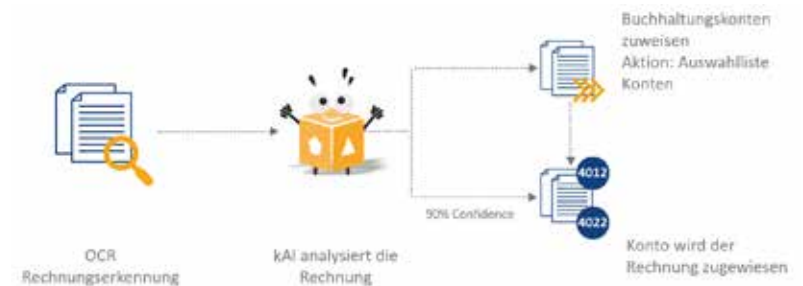 OCR
Rechnungserkennung
kAI analysiert die
Rechnung
Buchhaltungskonten
zuweisen
Aktion: Auswahlliste
Konten
90% Confidence
4012
4022
Konto wird der
Rechnung zugewiesen